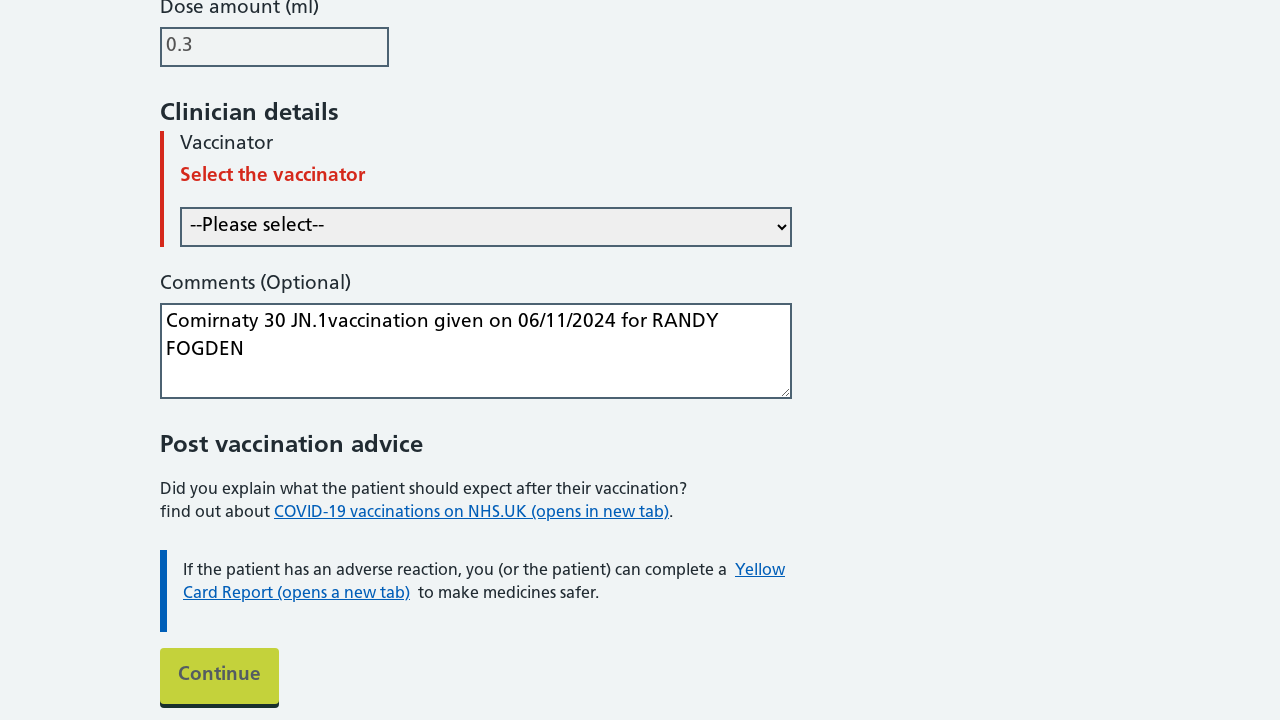 Dose amount (ml)
0.3
Clinician details
Vaccinator
Select the vaccinator
--Please select--
Comments (Optional)
Comirnaty 30 JN.1vaccination given on 06/11/2024 for RANDY
FOGDEN
Post vaccination advice
Did you explain what the patient should expect after their vaccination?
find out about COVID-19 vaccinations on NHS.UK (opens in new tab).
If the patient has an adverse reaction, you (or the patient) can complete a Yellow
Card Report (opens a new tab) to make medicines safer.
Continue